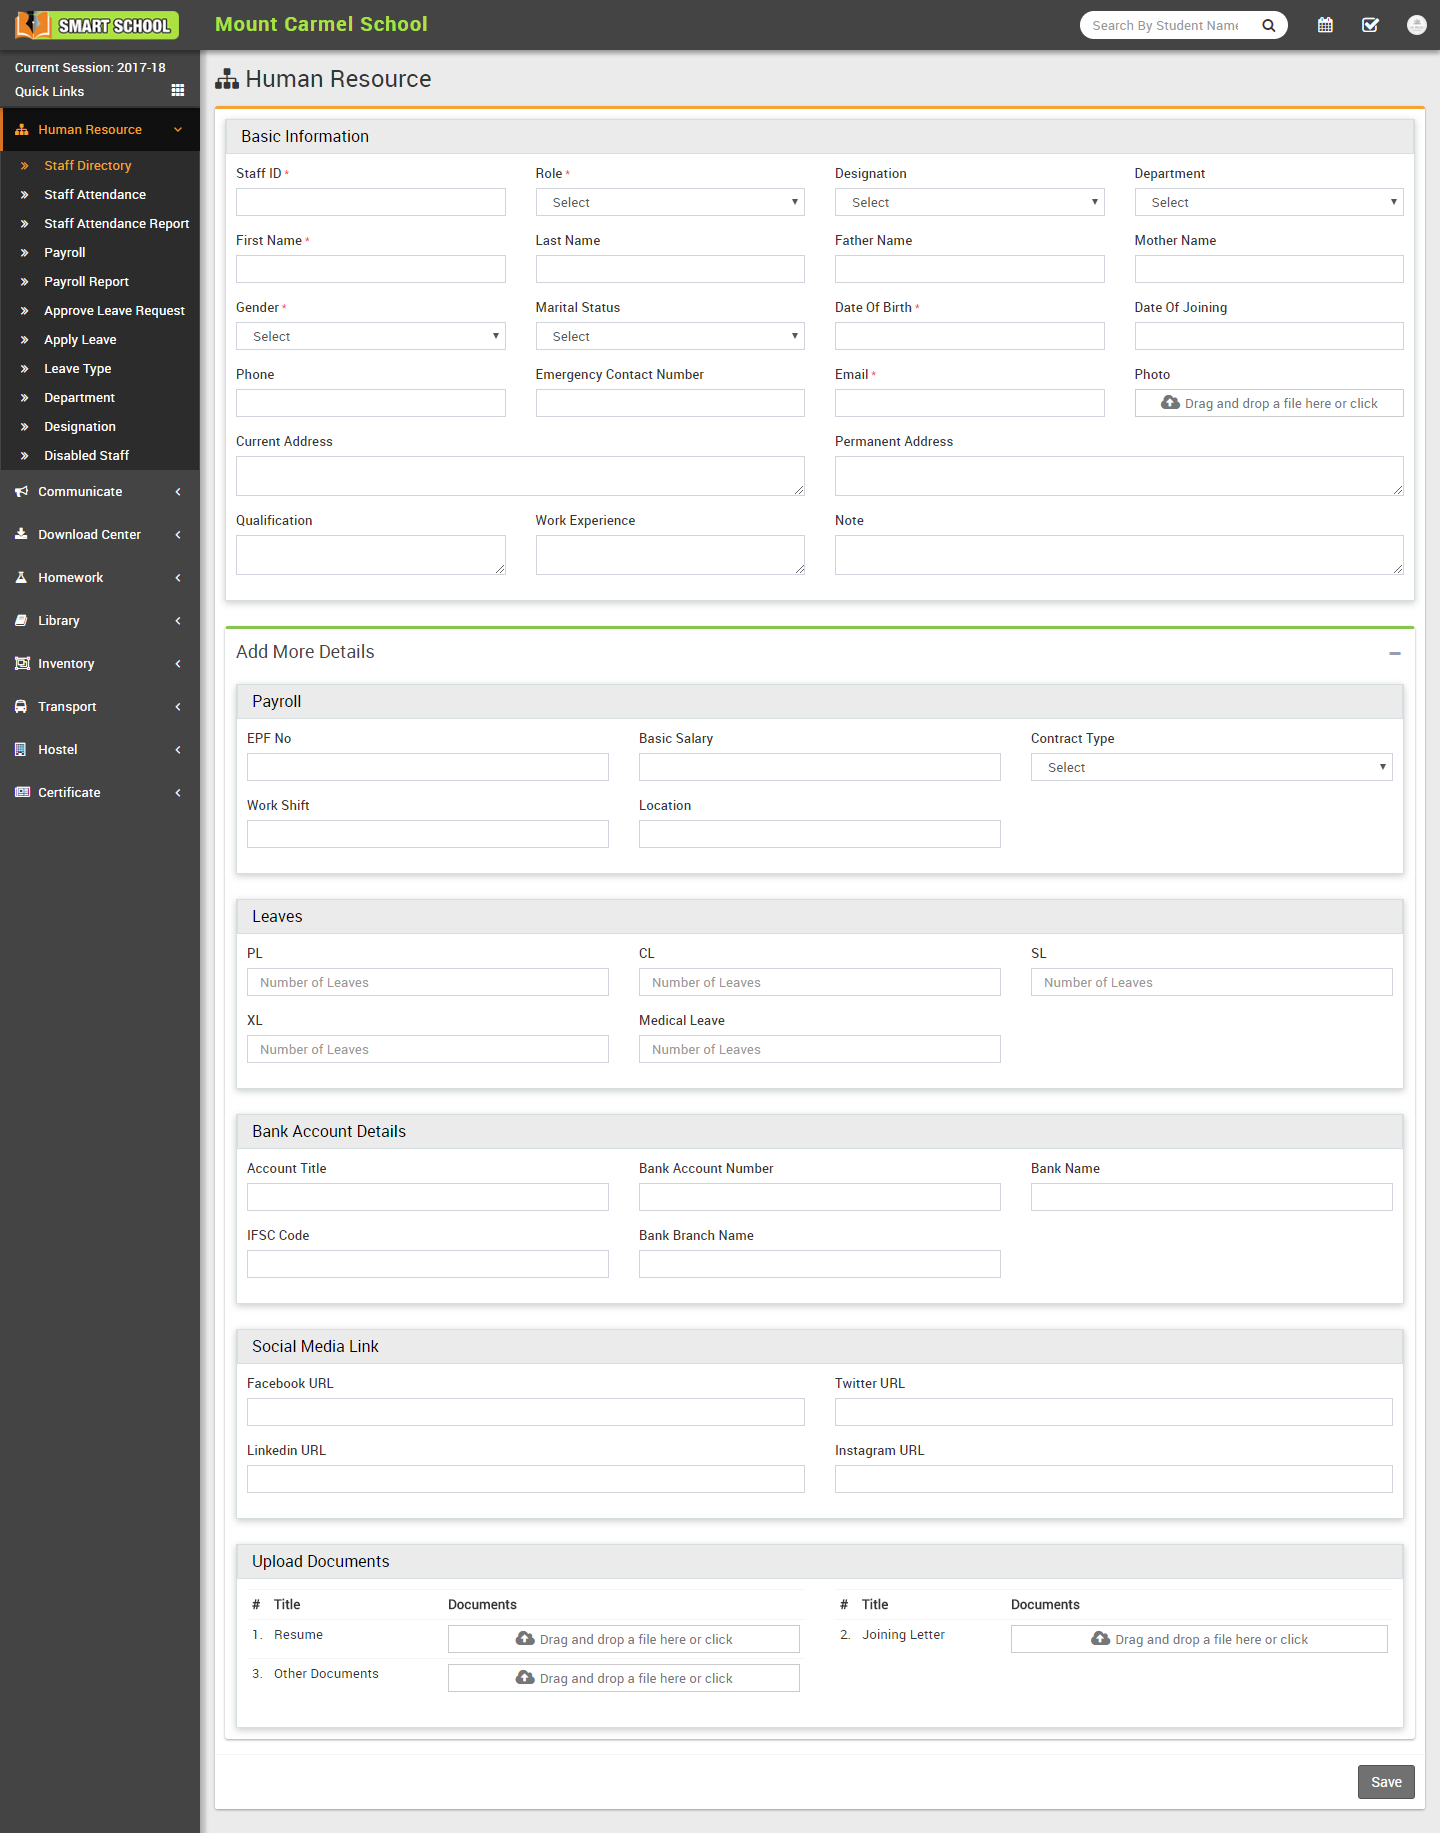 SMART SCHOOL
Mount Carmel School
Search By Student Name
Current Session: 2017-18
Quick Links
Human Resource
Staff Directory
Staff Attendance
Staff Attendance Report
Payroll
Payroll Report
Approve Leave Request
Apply Leave
Leave Type
Department
Designation
Disabled Staff
Communicate
Download Center
Homework
Library
Inventory
Transport
Hostel
Certificate
Human Resource
Basic Information
Staff ID * Role * Designation Department
Select Select Select
First Name * Last Name Father Name Mother Name
Gender * Marital Status Date Of Birth * Date Of Joining
Select Select
Phone Emergency Contact Number Email * Photo
Drag and drop a file here or click
Current Address Permanent Address
Qualification Work Experience Note
Add More Details
Payroll
EPF No Basic Salary Contract Type
Select
Work Shift Location
Leaves
PL CL SL
Number of Leaves Number of Leaves Number of Leaves
XL Medical Leave
Number of Leaves Number of Leaves
Bank Account Details
Account Title Bank Account Number Bank Name
IFSC Code Bank Branch Name
Social Media Link
Facebook URL Twitter URL
Linkedin URL Instagram URL
Upload Documents
# Title Documents # Title Documents
1. Resume Drag and drop a file here or click 2. Joining Letter Drag and drop a file here or click
3. Other Documents Drag and drop a file here or click
Save